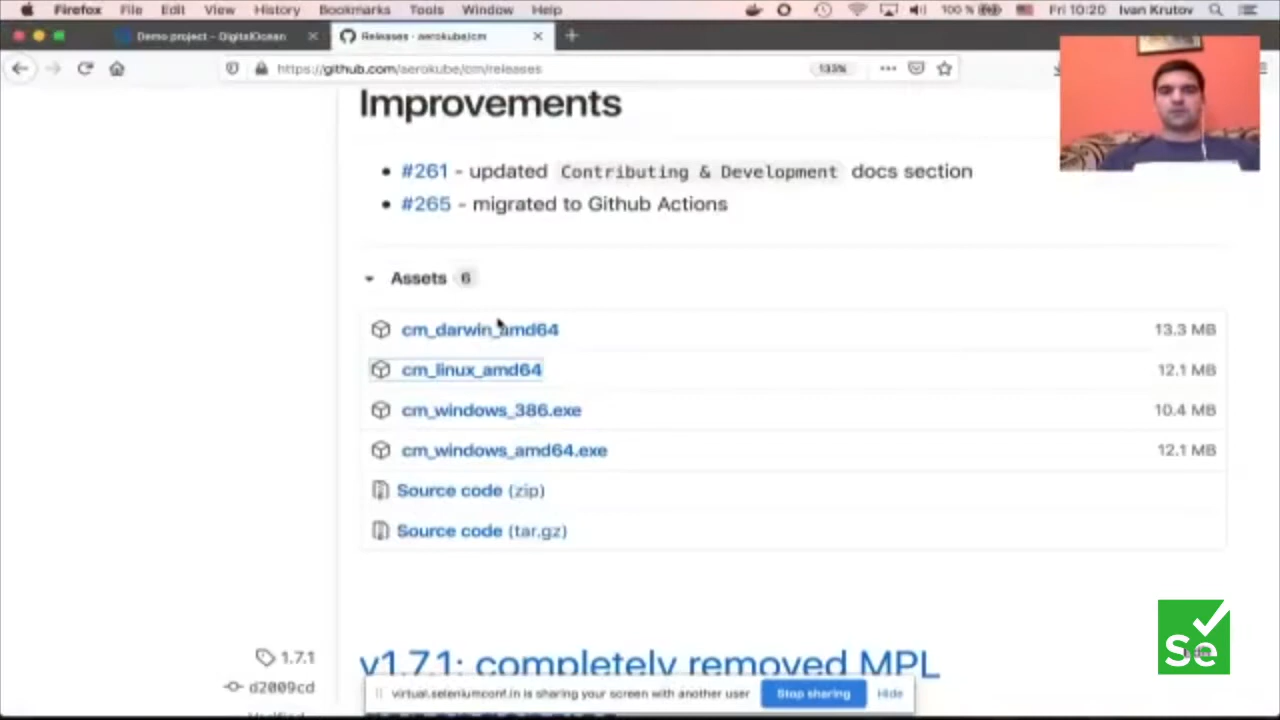 Firefox File Edit View History Bookmarks Tools Window Help 100 % Fri 10:20 Ivan Krutov
Demo project - DigitalOcean Releases · aerokube/cm
https://github.com/aerokube/cm/releases 133%
Improvements
#261 - updated Contributing & Development docs section
#265 - migrated to Github Actions
Assets 6
cm_darwin_amd64 13.3 MB
cm_linux_amd64 12.1 MB
cm_windows_386.exe 10.4 MB
cm_windows_amd64.exe 12.1 MB
Source code (zip)
Source code (tar.gz)
Se
1.7.1 v1.7.1: completely removed MPL
d2009cd
virtual.seleniumconf.in is sharing your screen with another user Stop sharing Hide
Verified